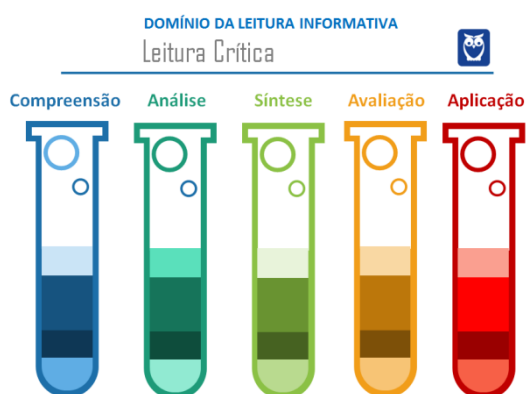 DOMÍNIO DA LEITURA INFORMATIVA
Leitura Crítica
Compreensão Análise Síntese Avaliação Aplicação